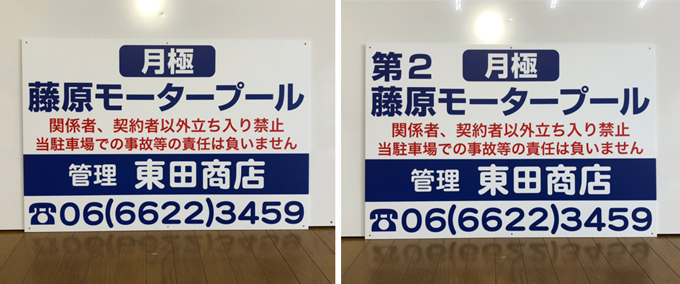 月極
藤原モータープール
関係者、契約者以外立ち入り禁止
当駐車場での事故等の責任は負いません
管理 東田商店
☎06(6622)3459
第2 月極
藤原モータープール
関係者、契約者以外立ち入り禁止
当駐車場での事故等の責任は負いません
管理 東田商店
☎06(6622)3459